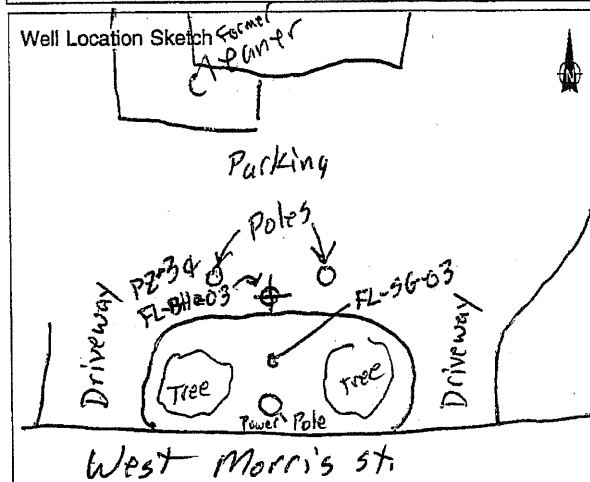 Well Location Sketch
Former
Cleaner
N
Parking
Poles
PZ-3 &
FL-BH-03
FL-SG-03
Driveway
Driveway
Tree
Tree
Power Pole
West Morris st.